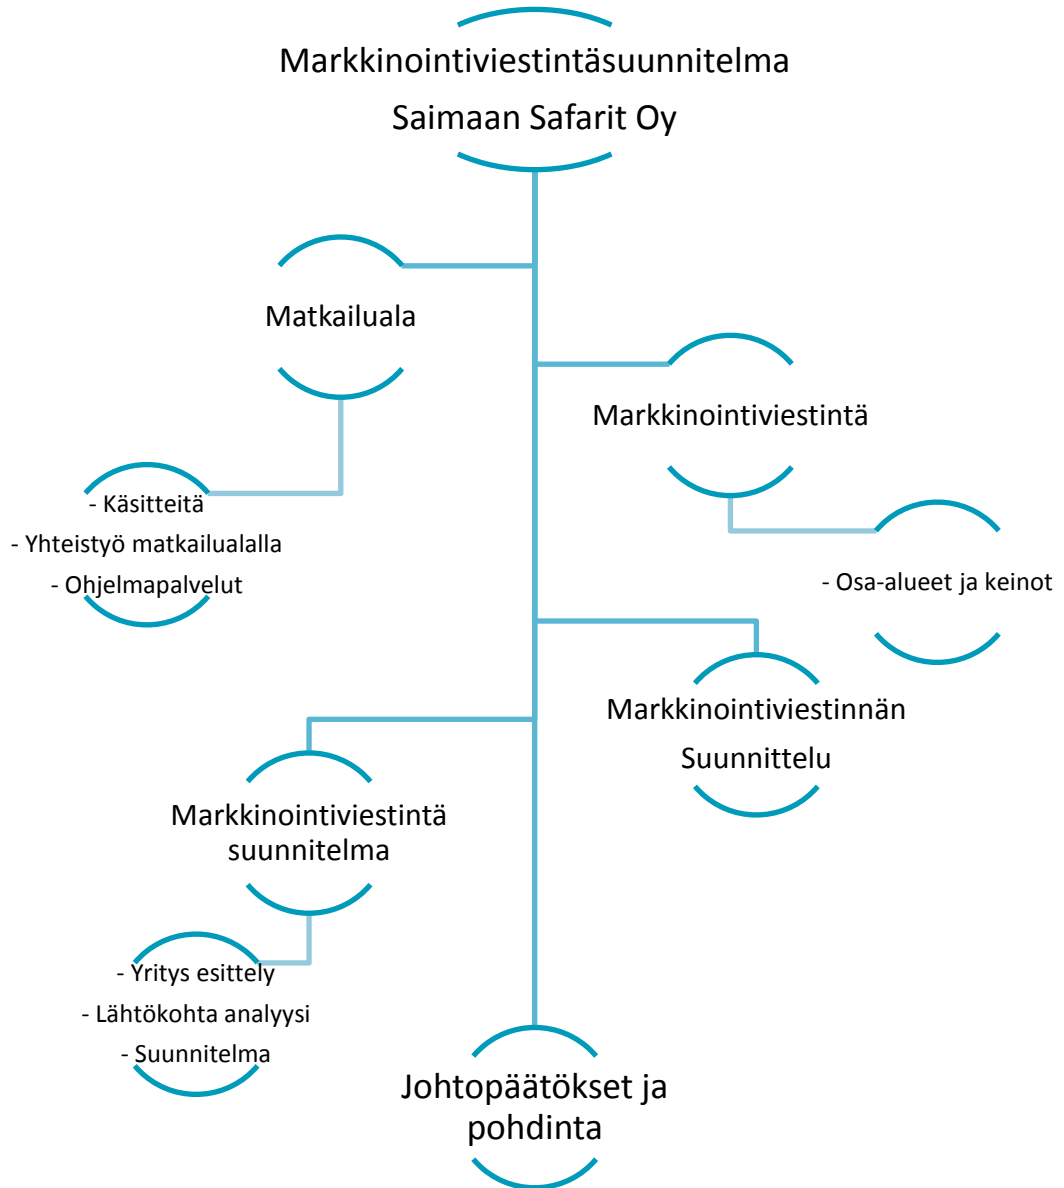 Markkinointiviestintäsuunnitelma
Saimaan Safarit Oy
Matkailuala
- Käsitteitä
- Yhteistyö matkailualalla
- Ohjelmapalvelut
Markkinointiviestintä
- Osa-alueet ja keinot
Markkinointiviestinnän
Suunnittelu
Markkinointiviestintä
suunnitelma
- Yritys esittely
- Lähtökohta analyysi
- Suunnitelma
Johtopäätökset ja
pohdinta